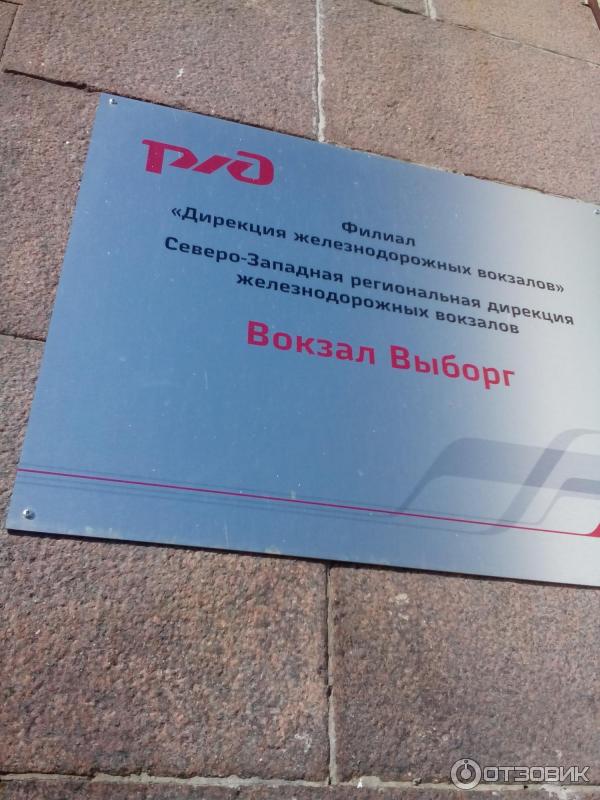 РЖД
Филиал
«Дирекция железнодорожных вокзалов»
Северо-Западная региональная дирекция
железнодорожных вокзалов
Вокзал Выборг
ОТЗОВИК